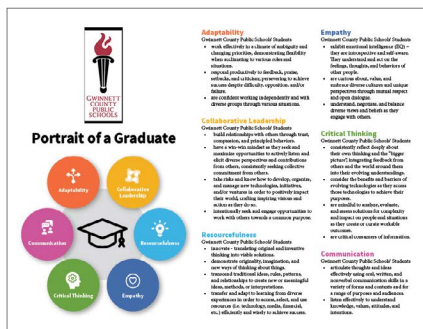 GWINNETT
COUNTY
PUBLIC
SCHOOLS
Portrait of a Graduate
Adaptability
Collaborative
Leadership
Communication
Resourcefulness
Critical Thinking
Empathy
Adaptability
Gwinnett County Public Schools' Students
• work effectively in a climate of ambiguity and
changing priorities, demonstrating flexibility
when acclimating to various roles and
situations.
• respond productively to feedback, praise,
setbacks, and criticism, persevering to achieve
success despite difficulty, opposition, and/or
failure.
• are confident working independently and with
diverse groups through various situations.
Collaborative Leadership
Gwinnett County Public Schools' Students
• build relationships with others through trust,
compassion, and principled behaviors.
• have a win-win mindset as they seek and
maximize opportunities to actively listen and
elicit diverse perspectives and contributions
from others, consistently seeking collective
commitment from others.
• take risks and know how to develop, organize,
and manage new technologies, initiatives,
and/or ventures in order to positively impact
their world, crafting inspiring visions and
action as they do so.
• intentionally seek and engage opportunities to
work with others towards a common purpose.
Resourcefulness
Gwinnett County Public Schools' Students
• innovate - translating original and inventive
thinking into viable solutions.
• demonstrate originality, imagination, and
new ways of thinking about things.
• transcend traditional ideas, rules, patterns,
and relationships to create new or meaningful
ideas, methods, or interpretations.
• transfer and adapt to learning from diverse
experiences in order to access, select, and use
resources (i.e. technology, media, financial,
etc.) efficiently and wisely to achieve success.
Empathy
Gwinnett County Public Schools' Students
• exhibit emotional intelligence (EQ) –
they are introspective and self-aware.
They understand and act on the
feelings, thoughts, and behaviors of
other people.
• are curious about, value, and
embrace diverse cultures and unique
perspectives through mutual respect
and open dialogue.
• understand, negotiate, and balance
diverse views and beliefs as they
engage with others.
Critical Thinking
Gwinnett County Public Schools' Students
• consistently reflect deeply about
their own thinking and the "bigger
picture", integrating feedback from
others and the world around them
into their evolving understandings.
• consider the benefits and barriers of
evolving technologies as they access
those technologies to achieve their
purposes.
• are mindful to analyze, evaluate,
and assess solutions for complexity
and impact on people and situations
as they create or curate workable
outcomes.
• are critical consumers of information.
Communication
Gwinnett County Public Schools' Students
• articulate thoughts and ideas
effectively using oral, written, and
nonverbal communication skills in a
variety of forms and contexts and for
a range of purposes and audiences.
• listen effectively to understand
knowledge, values, attitudes, and
intentions.